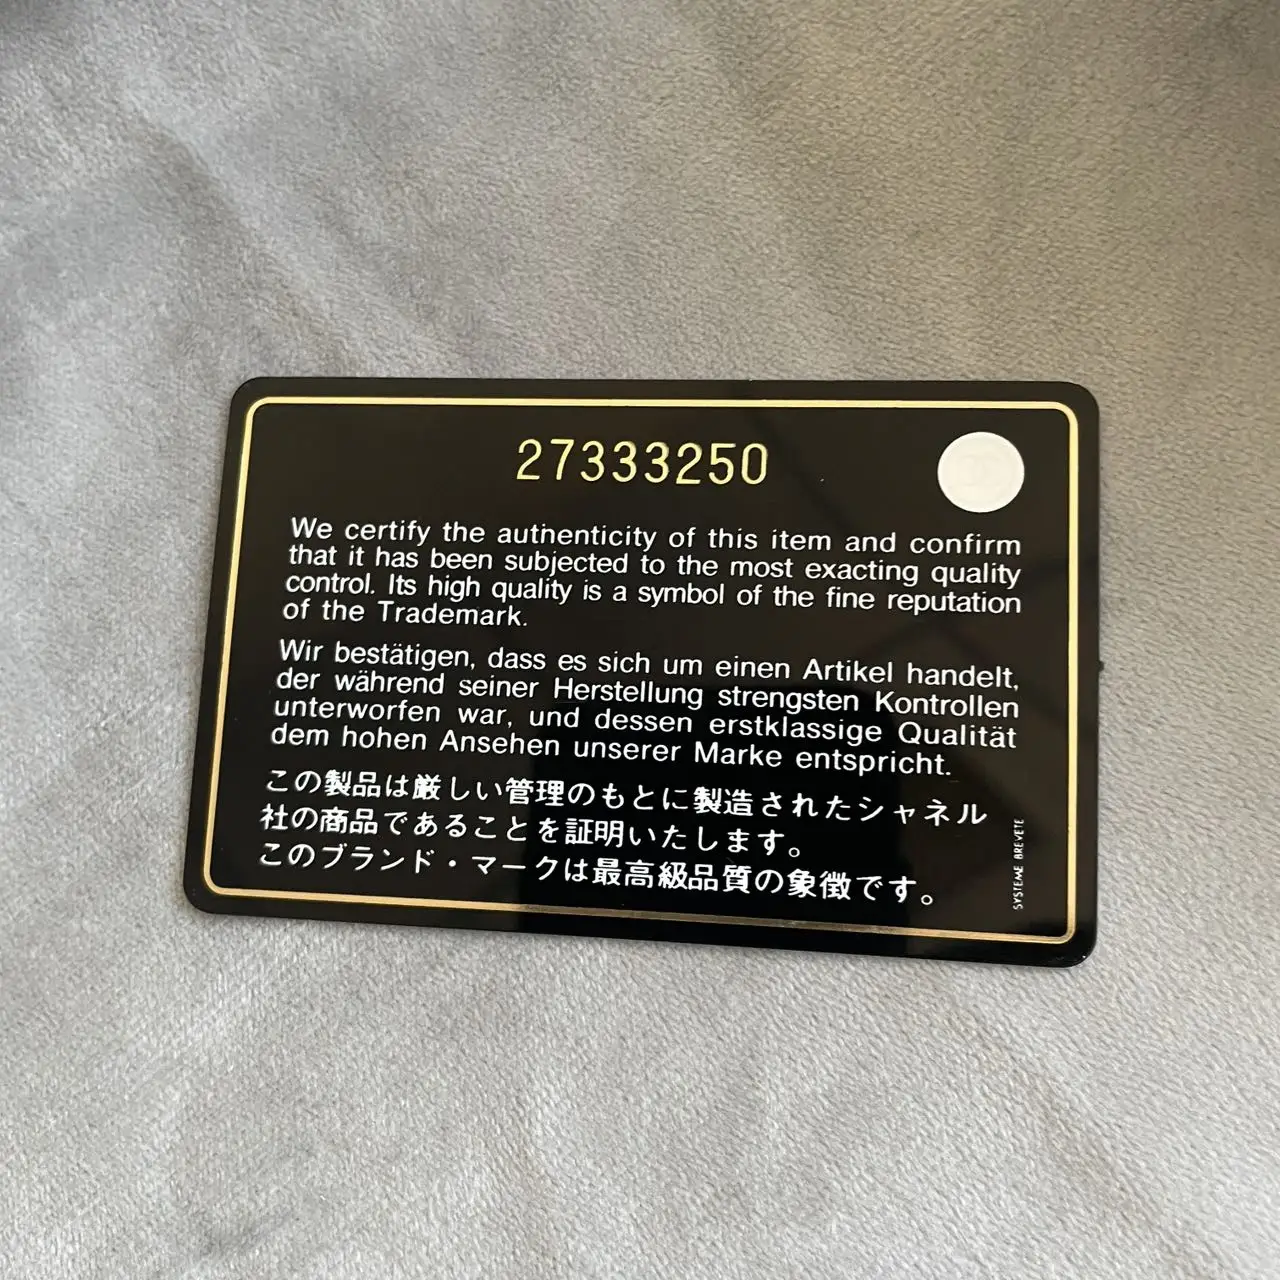 27333250
We certify the authenticity of this item and confirm
that it has been subjected to the most exacting quality
control. Its high quality is a symbol of the fine reputation
of the Trademark.
Wir bestätigen, dass es sich um einen Artikel handelt,
der während seiner Herstellung strengsten Kontrollen
unterworfen war, und dessen erstklassige Qualität
dem hohen Ansehen unserer Marke entspricht.
この製品は厳しい管理のもとに製造されたシャネル
社の商品であることを証明いたします。
このブランド・マークは最高級品質の象徴です。
SYSTEME BREVETE